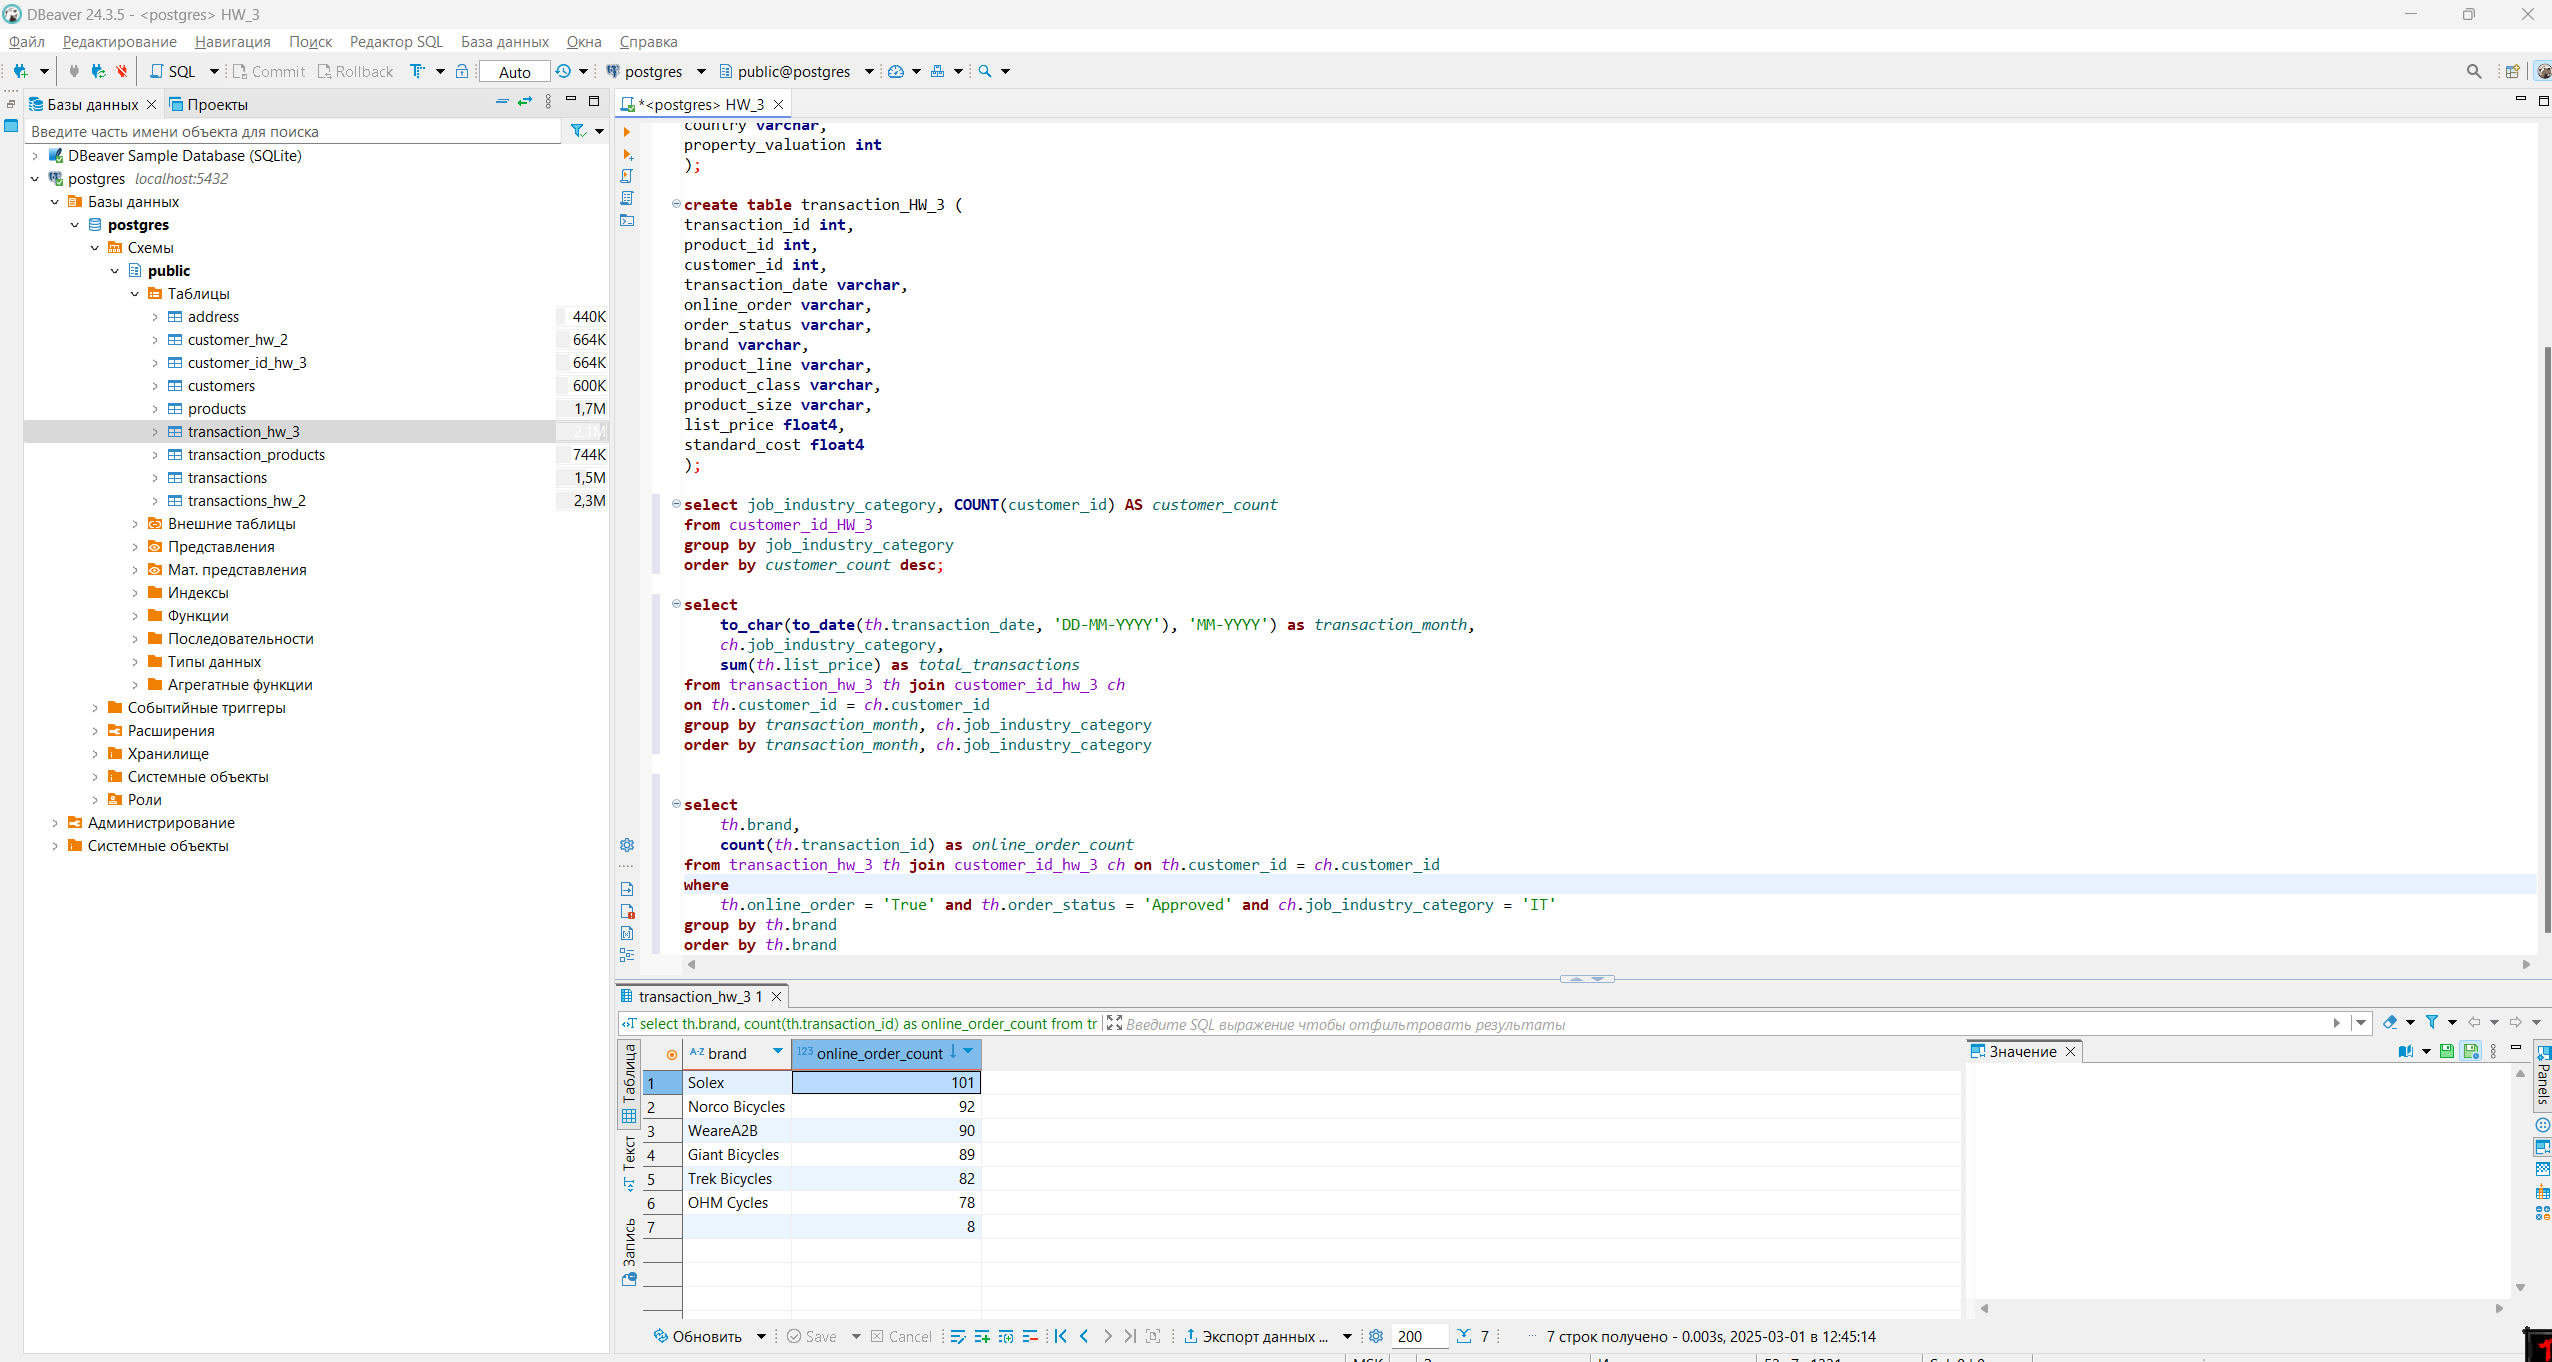 DBeaver 24.3.5 - <postgres> HW_3
Файл Редактирование Навигация Поиск Редактор SQL База данных Окна Справка
SQL Commit Rollback Auto postgres public@postgres
Базы данных Проекты
Введите часть имени объекта для поиска
DBeaver Sample Database (SQLite)
postgres localhost:5432
Базы данных
postgres
Схемы
public
Таблицы
address 440K
customer_hw_2 664K
customer_id_hw_3 664K
customers 600K
products 1,7M
transaction_hw_3 2,1M
transaction_products 744K
transactions 1,5M
transactions_hw_2 2,3M
Внешние таблицы
Представления
Мат. представления
Индексы
Функции
Последовательности
Типы данных
Агрегатные функции
Событийные триггеры
Расширения
Хранилище
Системные объекты
Роли
Администрирование
Системные объекты
*<postgres> HW_3
country varchar,
property_valuation int
);
create table transaction_HW_3 (
transaction_id int,
product_id int,
customer_id int,
transaction_date varchar,
online_order varchar,
order_status varchar,
brand varchar,
product_line varchar,
product_class varchar,
product_size varchar,
list_price float4,
standard_cost float4
);
select job_industry_category, COUNT(customer_id) AS customer_count
from customer_id_HW_3
group by job_industry_category
order by customer_count desc;
select
to_char(to_date(th.transaction_date, 'DD-MM-YYYY'), 'MM-YYYY') as transaction_month,
ch.job_industry_category,
sum(th.list_price) as total_transactions
from transaction_hw_3 th join customer_id_hw_3 ch
on th.customer_id = ch.customer_id
group by transaction_month, ch.job_industry_category
order by transaction_month, ch.job_industry_category
select
th.brand,
count(th.transaction_id) as online_order_count
from transaction_hw_3 th join customer_id_hw_3 ch on th.customer_id = ch.customer_id
where
th.online_order = 'True' and th.order_status = 'Approved' and ch.job_industry_category = 'IT'
group by th.brand
order by th.brand
transaction_hw_3 1
select th.brand, count(th.transaction_id) as online_order_count from tr Введите SQL выражение чтобы отфильтровать результаты
Таблица
Текст
Запись
A-Z brand 123 online_order_count
1 Solex 101
2 Norco Bicycles 92
3 WeareA2B 90
4 Giant Bicycles 89
5 Trek Bicycles 82
6 OHM Cycles 78
7 8
Значение
Panels
Обновить Save Cancel Экспорт данных ... 200 7 7 строк получено - 0.003s, 2025-03-01 в 12:45:14